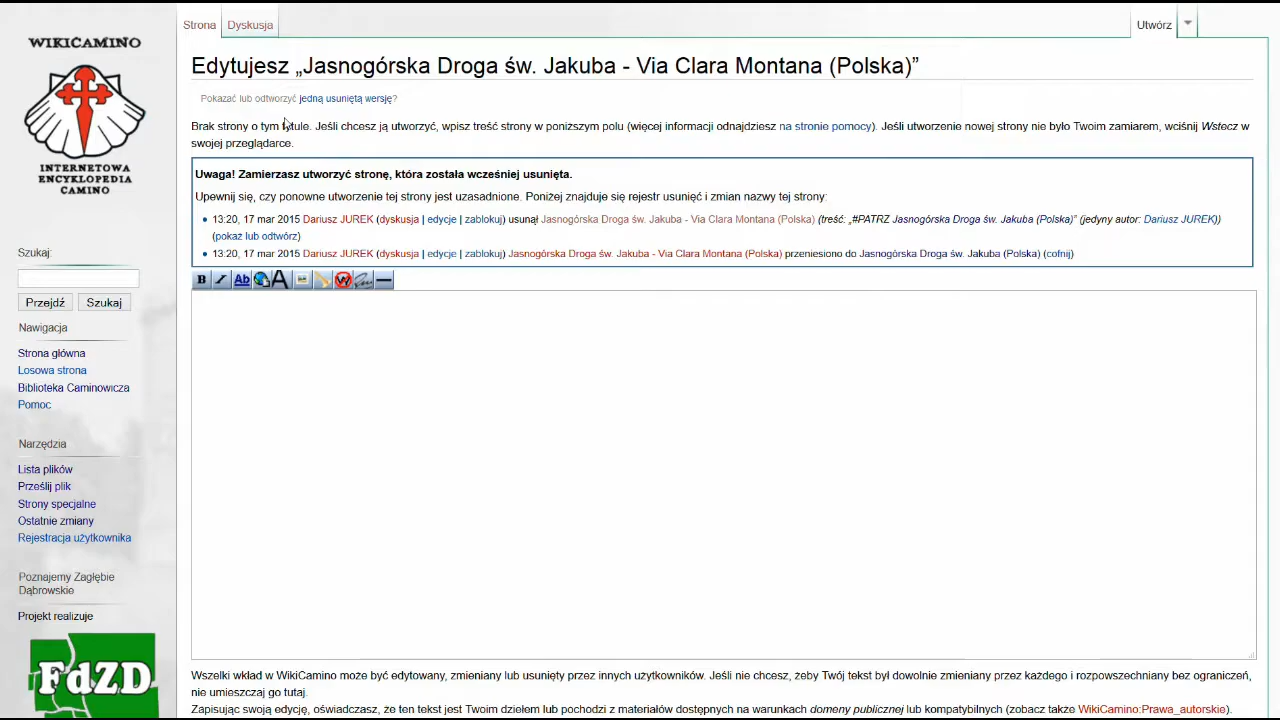 WIKICAMINO
INTERNETOWA
ENCYKLOPEDIA
CAMINO
Szukaj:
Przejdź Szukaj
Nawigacja
Strona główna
Losowa strona
Biblioteka Caminowicza
Pomoc
Narzędzia
Lista plików
Prześlij plik
Strony specjalne
Ostatnie zmiany
Rejestracja użytkownika
Poznajemy Zagłębie
Dąbrowskie
Projekt realizuje
FdZD
Strona Dyskusja
Utwórz
Edytujesz „Jasnogórska Droga św. Jakuba - Via Clara Montana (Polska)”
Pokazać lub odtworzyć jedną usuniętą wersję?
Brak strony o tym tytule. Jeśli chcesz ją utworzyć, wpisz treść strony w poniższym polu (więcej informacji odnajdziesz na stronie pomocy). Jeśli utworzenie nowej strony nie było Twoim zamiarem, wciśnij Wstecz w
swojej przeglądarce.
Uwaga! Zamierzasz utworzyć stronę, która została wcześniej usunięta.
Upewnij się, czy ponowne utworzenie tej strony jest uzasadnione. Poniżej znajduje się rejestr usunięć i zmian nazwy tej strony:
13:20, 17 mar 2015 Dariusz JUREK (dyskusja | edycje | zablokuj) usunął Jasnogórska Droga św. Jakuba - Via Clara Montana (Polska) (treść: „#PATRZ Jasnogórska Droga św. Jakuba (Polska)” (jedyny autor: Dariusz JUREK))
(pokaż lub odtwórz)
13:20, 17 mar 2015 Dariusz JUREK (dyskusja | edycje | zablokuj) Jasnogórska Droga św. Jakuba - Via Clara Montana (Polska) przeniesiono do Jasnogórska Droga św. Jakuba (Polska) (cofnij)
B I Ab A W
Wszelki wkład w WikiCamino może być edytowany, zmieniany lub usunięty przez innych użytkowników. Jeśli nie chcesz, żeby Twój tekst był dowolnie zmieniany przez każdego i rozpowszechniany bez ograniczeń,
nie umieszczaj go tutaj.
Zapisując swoją edycję, oświadczasz, że ten tekst jest Twoim dziełem lub pochodzi z materiałów dostępnych na warunkach domeny publicznej lub kompatybilnych (zobacz także WikiCamino:Prawa_autorskie).